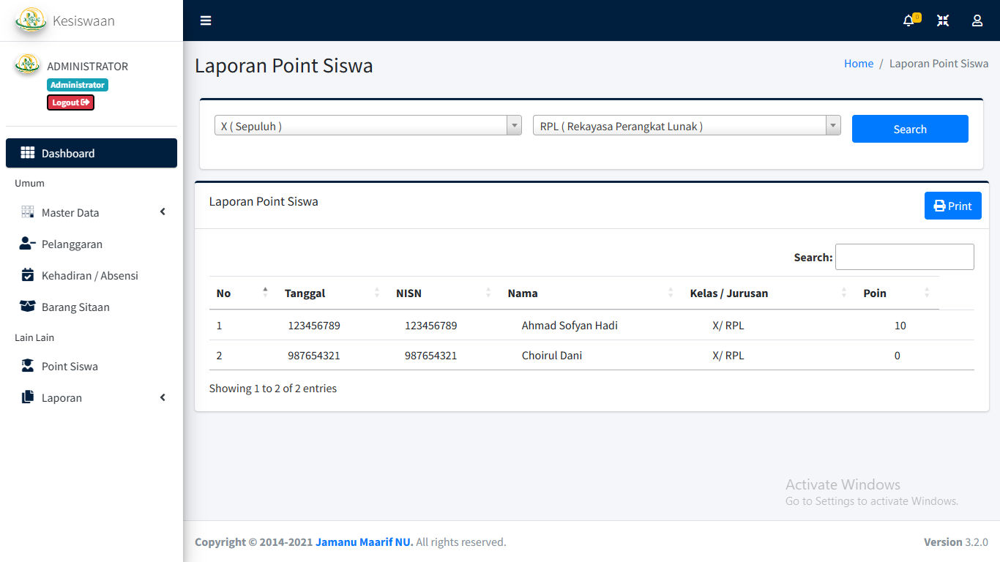 Kesiswaan
0
ADMINISTRATOR
Administrator
Logout
Dashboard
Umum
Master Data
Pelanggaran
Kehadiran / Absensi
Barang Sitaan
Lain Lain
Point Siswa
Laporan
Laporan Point Siswa
Home / Laporan Point Siswa
X ( Sepuluh )
RPL ( Rekayasa Perangkat Lunak )
Search
Laporan Point Siswa
Print
Search:
No Tanggal NISN Nama Kelas / Jurusan Poin
1 123456789 123456789 Ahmad Sofyan Hadi X/ RPL 10
2 987654321 987654321 Choirul Dani X/ RPL 0
Showing 1 to 2 of 2 entries
Activate Windows
Go to Settings to activate Windows.
Copyright © 2014-2021 Jamanu Maarif NU. All rights reserved.
Version 3.2.0